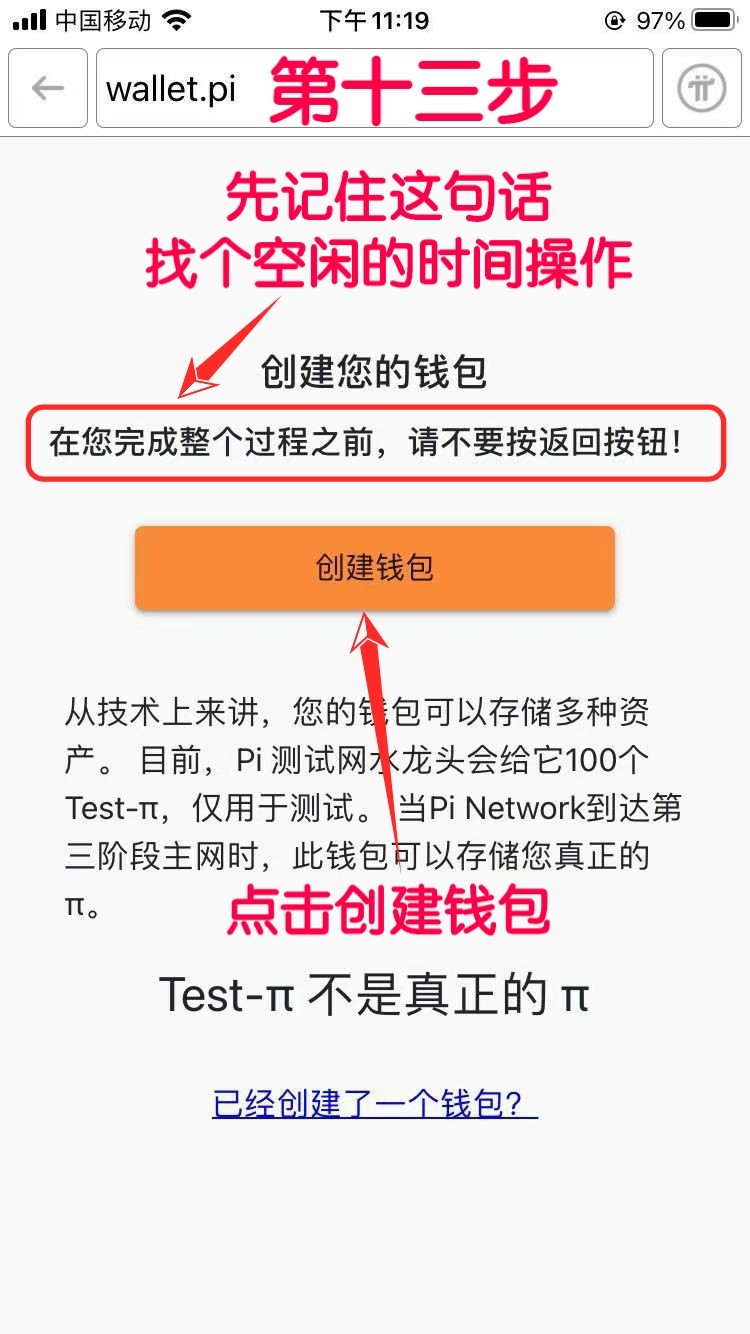 中国移动 下午11:19 97%
wallet.pi 第十三步
先记住这句话
找个空闲的时间操作
创建您的钱包
在您完成整个过程之前，请不要按返回按钮！
创建钱包
从技术上来讲，您的钱包可以存储多种资
产。 目前，Pi 测试网水龙头会给它100个
Test-π，仅用于测试。 当Pi Network到达第
三阶段主网时，此钱包可以存储您真正的
π。
点击创建钱包
Test-π 不是真正的 π
已经创建了一个钱包？